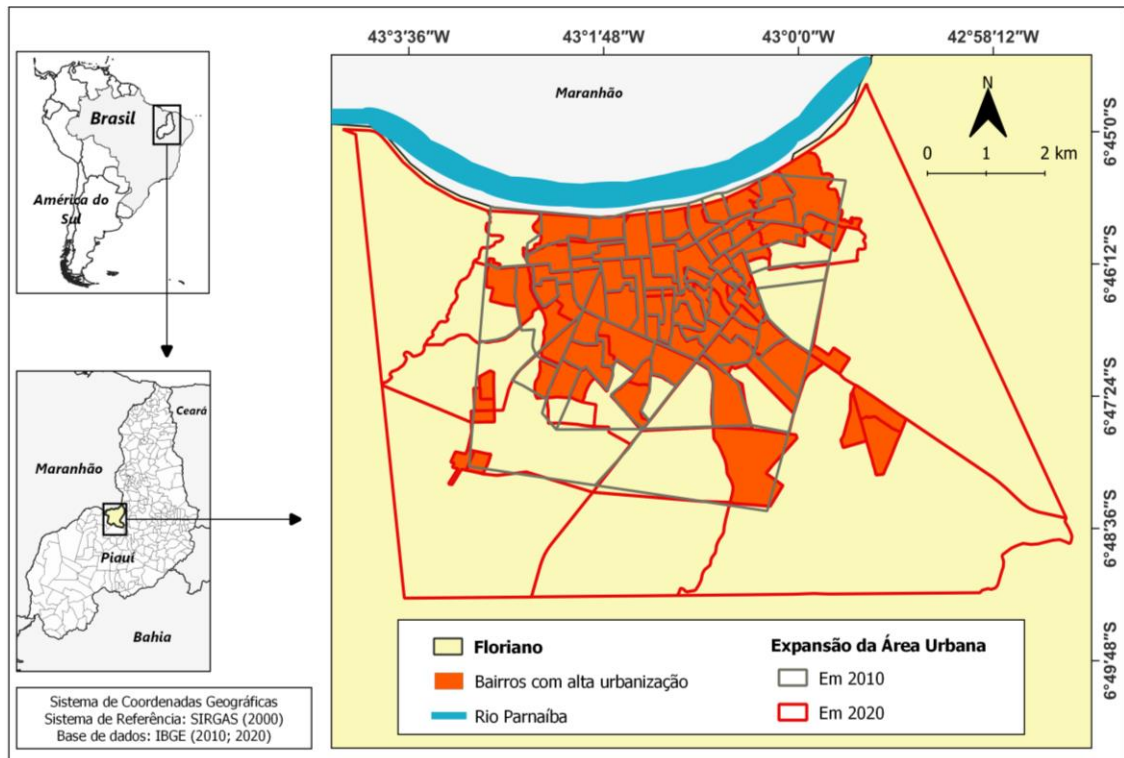 43°3'36"W
43°1'48"W
43°0'0"W
42°58'12"W
Brasil
América do
Sul
Maranhão
N
0 1 2 km
6°45'0"S
6°46'12"S
6°47'24"S
6°48'36"S
6°49'48"S
Ceará
Maranhão
Piauí
Bahia
Floriano
Bairros com alta urbanização
Rio Parnaíba
Expansão da Área Urbana
Em 2010
Em 2020
Sistema de Coordenadas Geográficas
Sistema de Referência: SIRGAS (2000)
Base de dados: IBGE (2010; 2020)